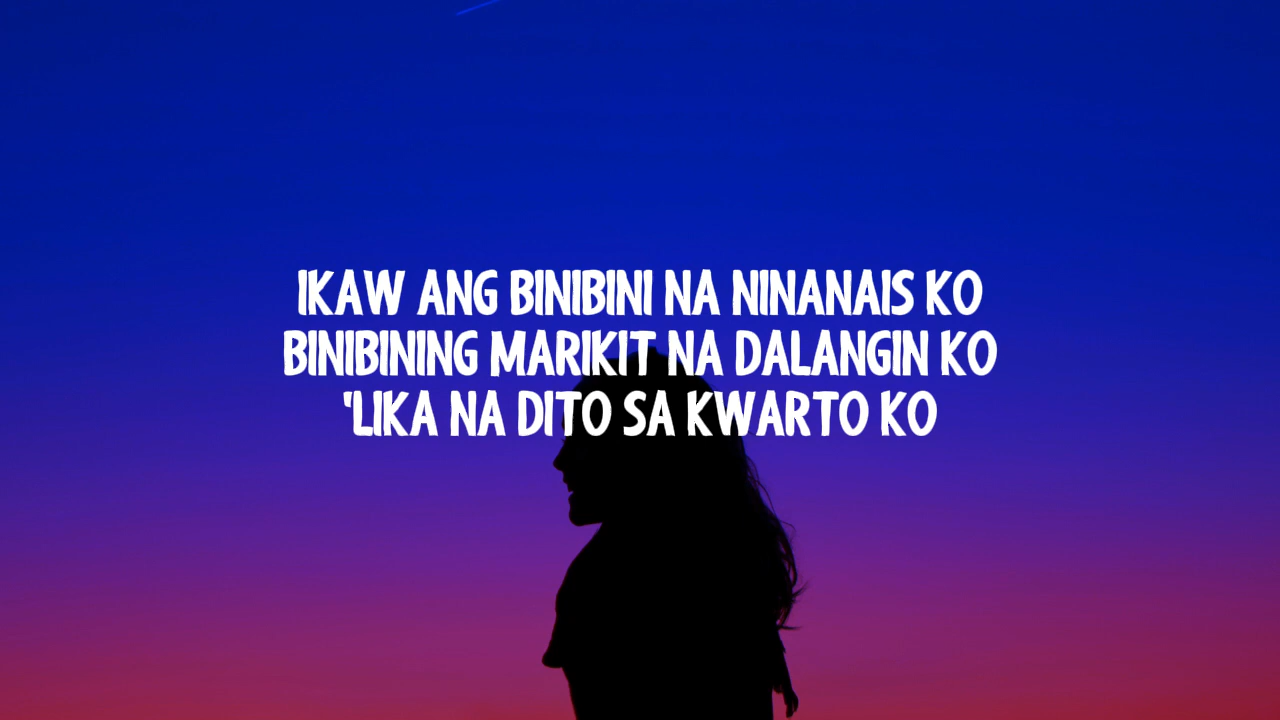 IKAW ANG BINIBINI NA NINANAIS KO
BINIBINING MARIKIT NA DALANGIN KO
'LIKA NA DITO SA KWARTO KO